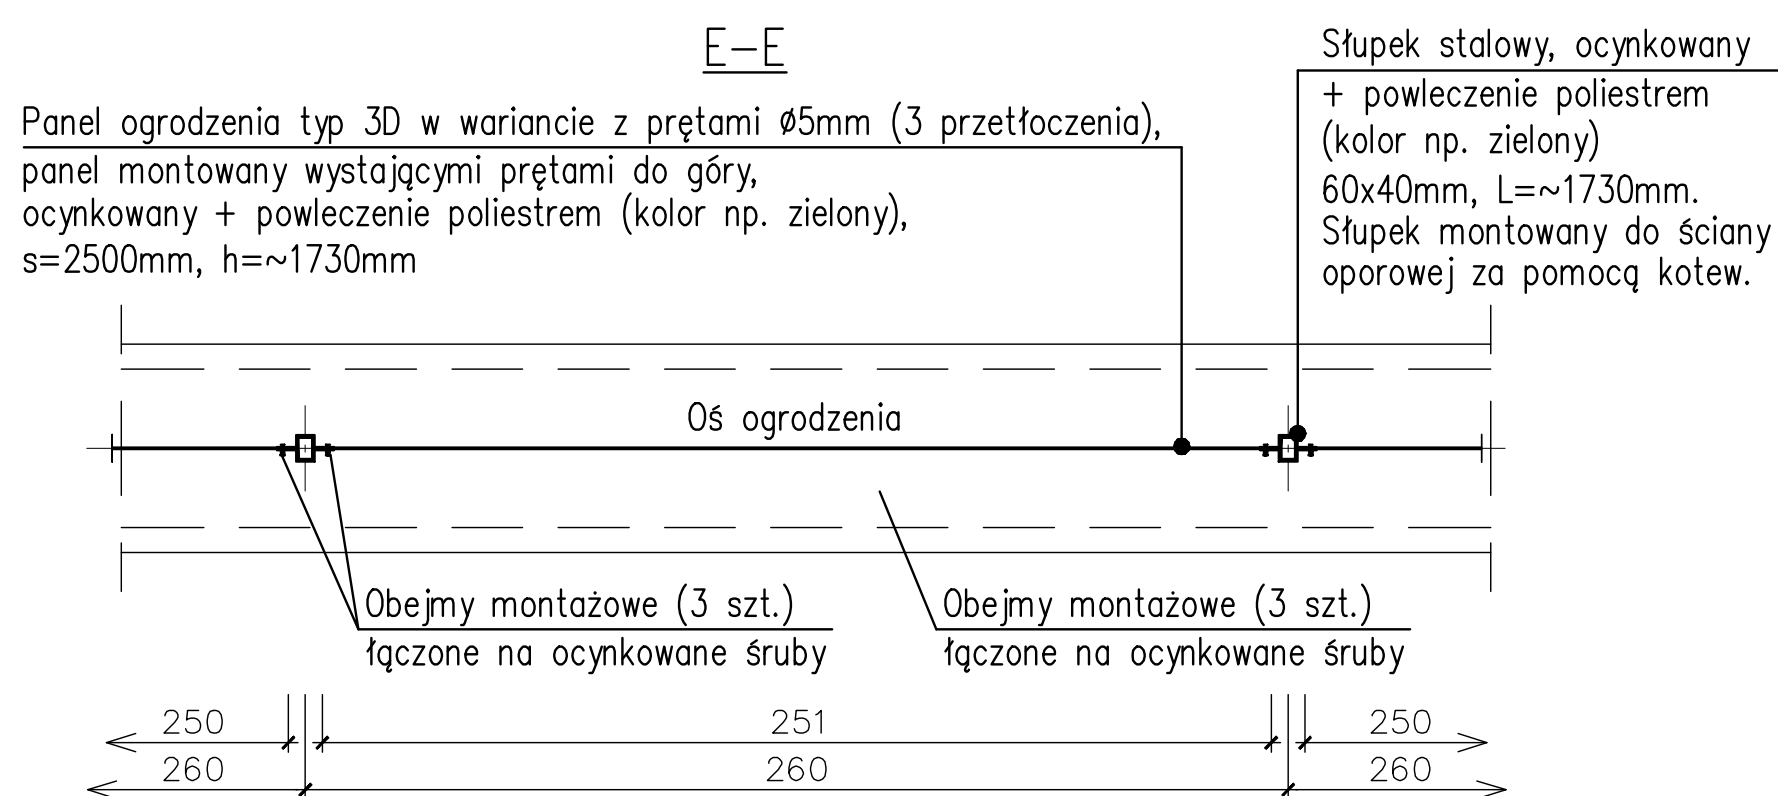 E-E
Panel ogrodzenia typ 3D w wariancie z prętami ø5mm (3 przetłoczenia),
panel montowany wystającymi prętami do góry,
ocynkowany + powleczenie poliestrem (kolor np. zielony),
s=2500mm, h=~1730mm
Słupek stalowy, ocynkowany
+ powleczenie poliestrem
(kolor np. zielony)
60x40mm, L=~1730mm.
Słupek montowany do ściany
oporowej za pomocą kotew.
Oś ogrodzenia
Obejmy montażowe (3 szt.)
łączone na ocynkowane śruby
Obejmy montażowe (3 szt.)
łączone na ocynkowane śruby
250 251 250
260 260 260